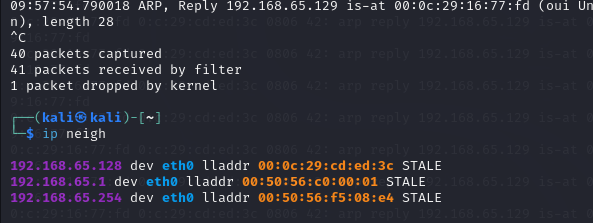 09:57:54.790018 ARP, Reply 192.168.65.129 is-at 00:0c:29:16:77:fd (oui Un
n), length 28
^C
40 packets captured
41 packets received by filter
1 packet dropped by kernel
┌──(kali㉿kali)-[~]
└─$ ip neigh
192.168.65.128 dev eth0 lladdr 00:0c:29:cd:ed:3c STALE
192.168.65.1 dev eth0 lladdr 00:50:56:c0:00:01 STALE
192.168.65.254 dev eth0 lladdr 00:50:56:f5:08:e4 STALE